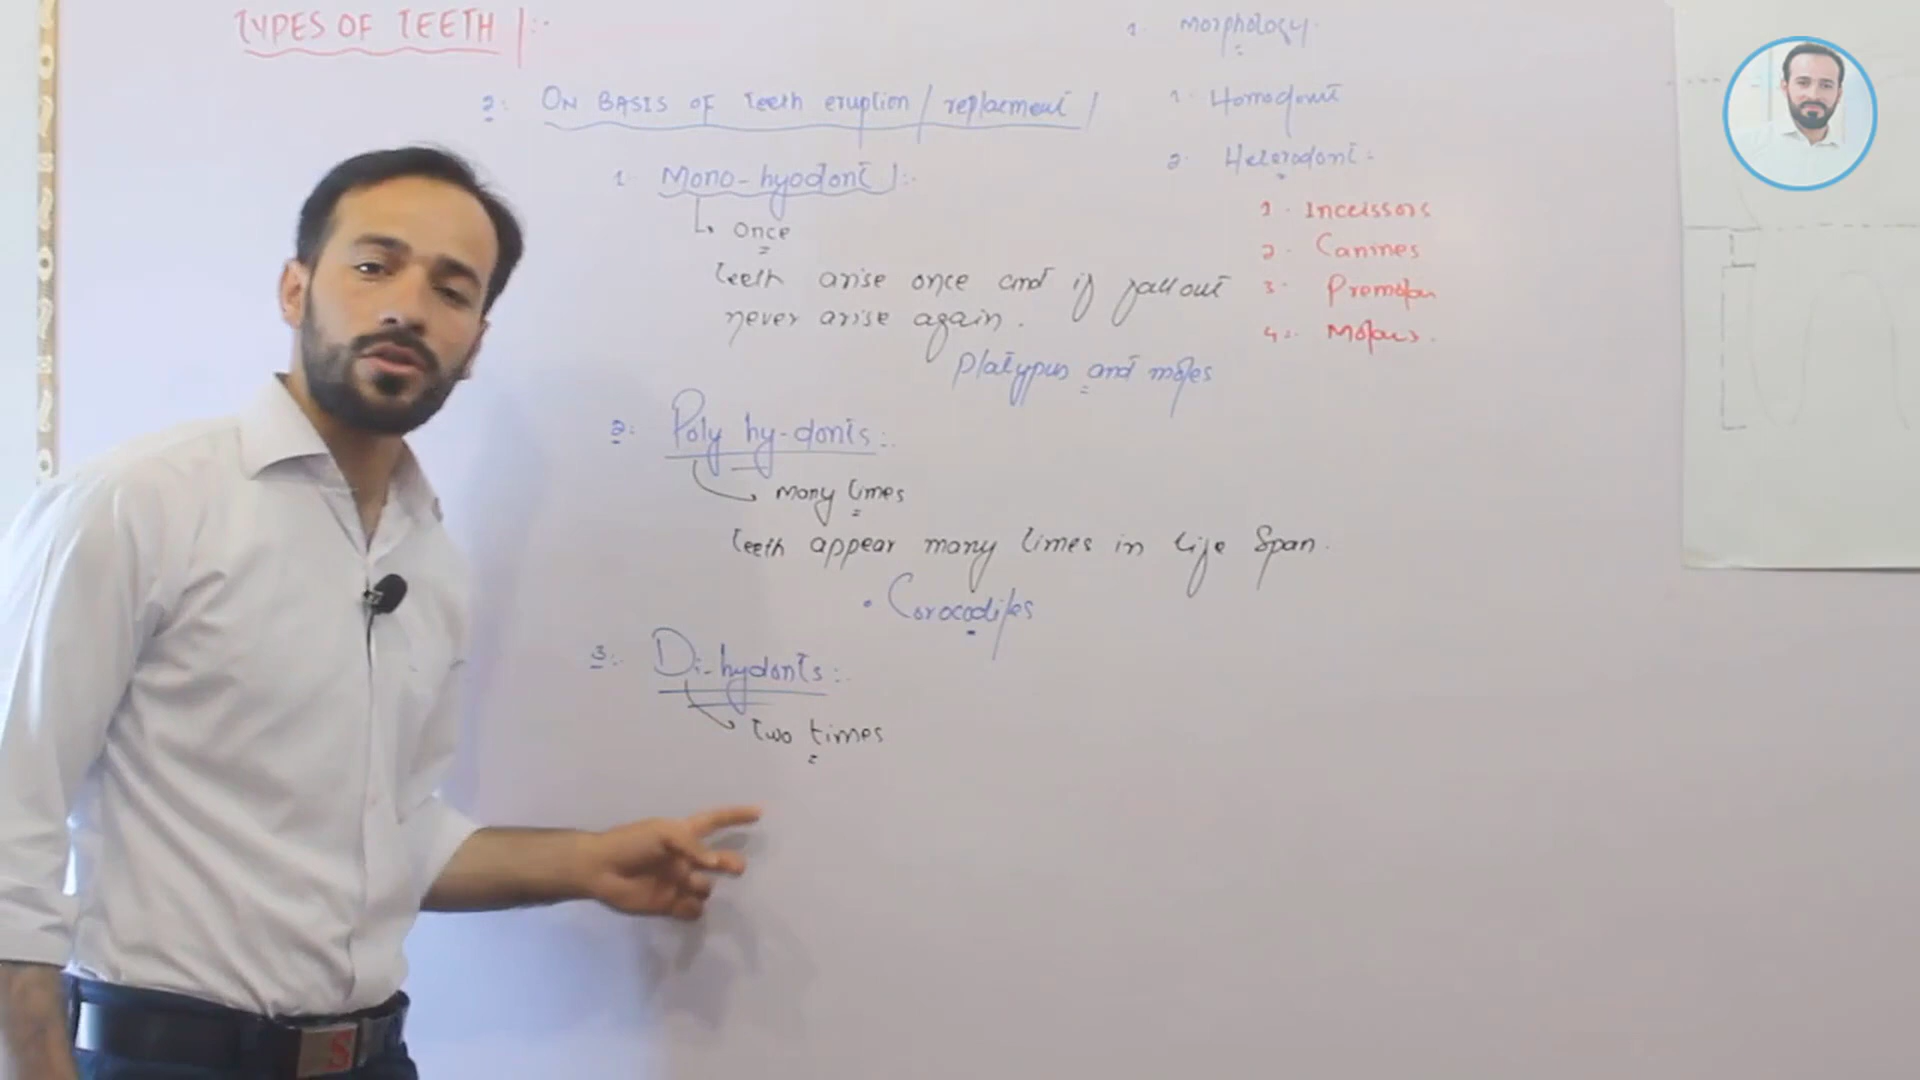 TYPES OF TEETH :-
2: ON BASIS OF Teeth eruption / replacment /
1. Mono-hyodont :-
Once
Teeth arise once and if fall out
never arise again.
Platypus and moles
2: Poly hy-donts:-
many times
Teeth appear many times in life Span.
• Corocodiles
3:- Di-hydonts:-
Two times
1. Morphology.
1. Homodont
2. Heterodont:-
1. Inceissors
2. Canines
3. Premolar
4:- Molars.
S